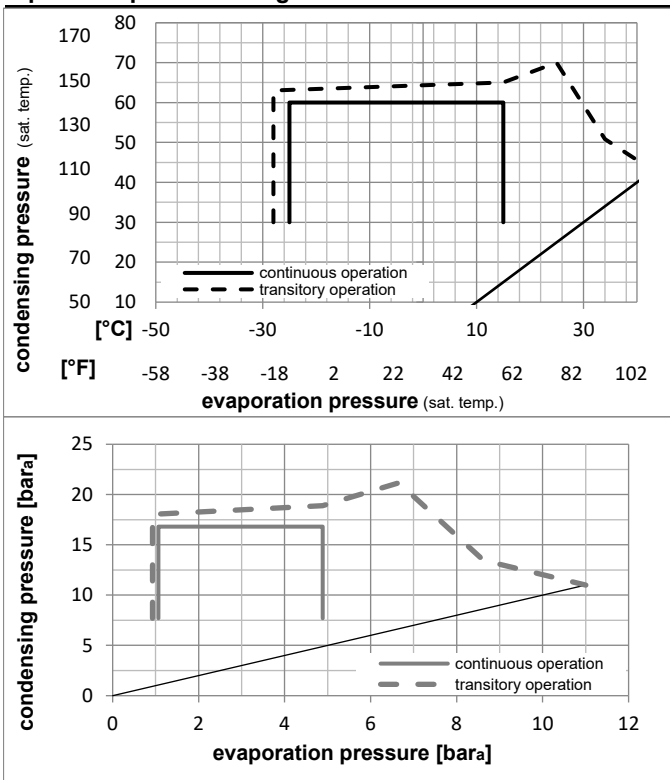 condensing pressure (sat. temp.)
80
170 70
150 60
130 50
110 40
90 30
70 20
50 10
continuous operation
transitory operation
[°C] -50 -30 -10 10 30
[°F] -58 -38 -18 2 22 42 62 82 102
evaporation pressure (sat. temp.)
condensing pressure [bara]
25
20
15
10
5
0
continuous operation
transitory operation
0 2 4 6 8 10 12
evaporation pressure [bara]